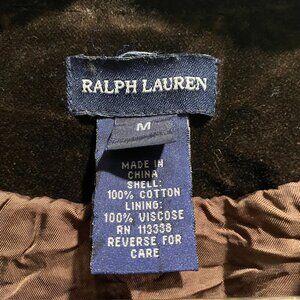 RALPH LAUREN
M
MADE IN
CHINA
SHELL:
100% COTTON
LINING:
100% VISCOSE
RN 113338
REVERSE FOR
CARE